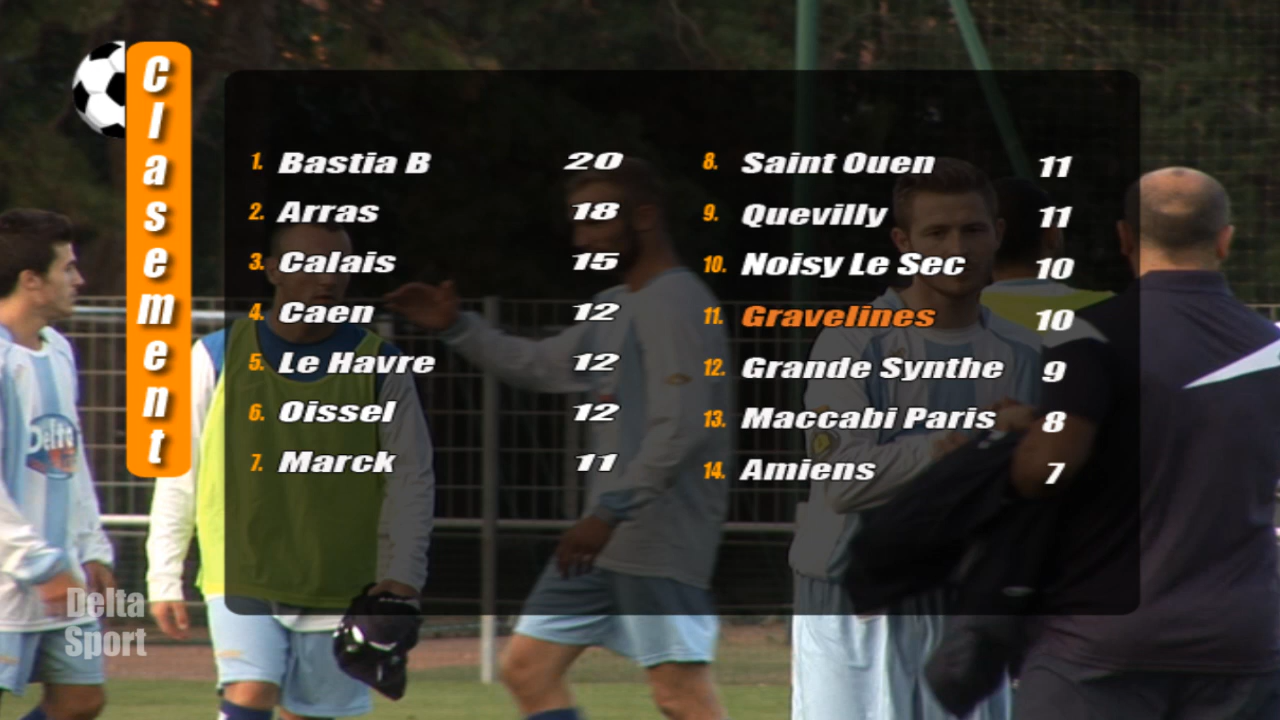 Classement
1. Bastia B 20
2. Arras 18
3. Calais 15
4. Caen 12
5. Le Havre 12
6. Oissel 12
7. Marck 11
8. Saint Ouen 11
9. Quevilly 11
10. Noisy Le Sec 10
11. Gravelines 10
12. Grande Synthe 9
13. Maccabi Paris 8
14. Amiens 7
Delta
Delta
Sport